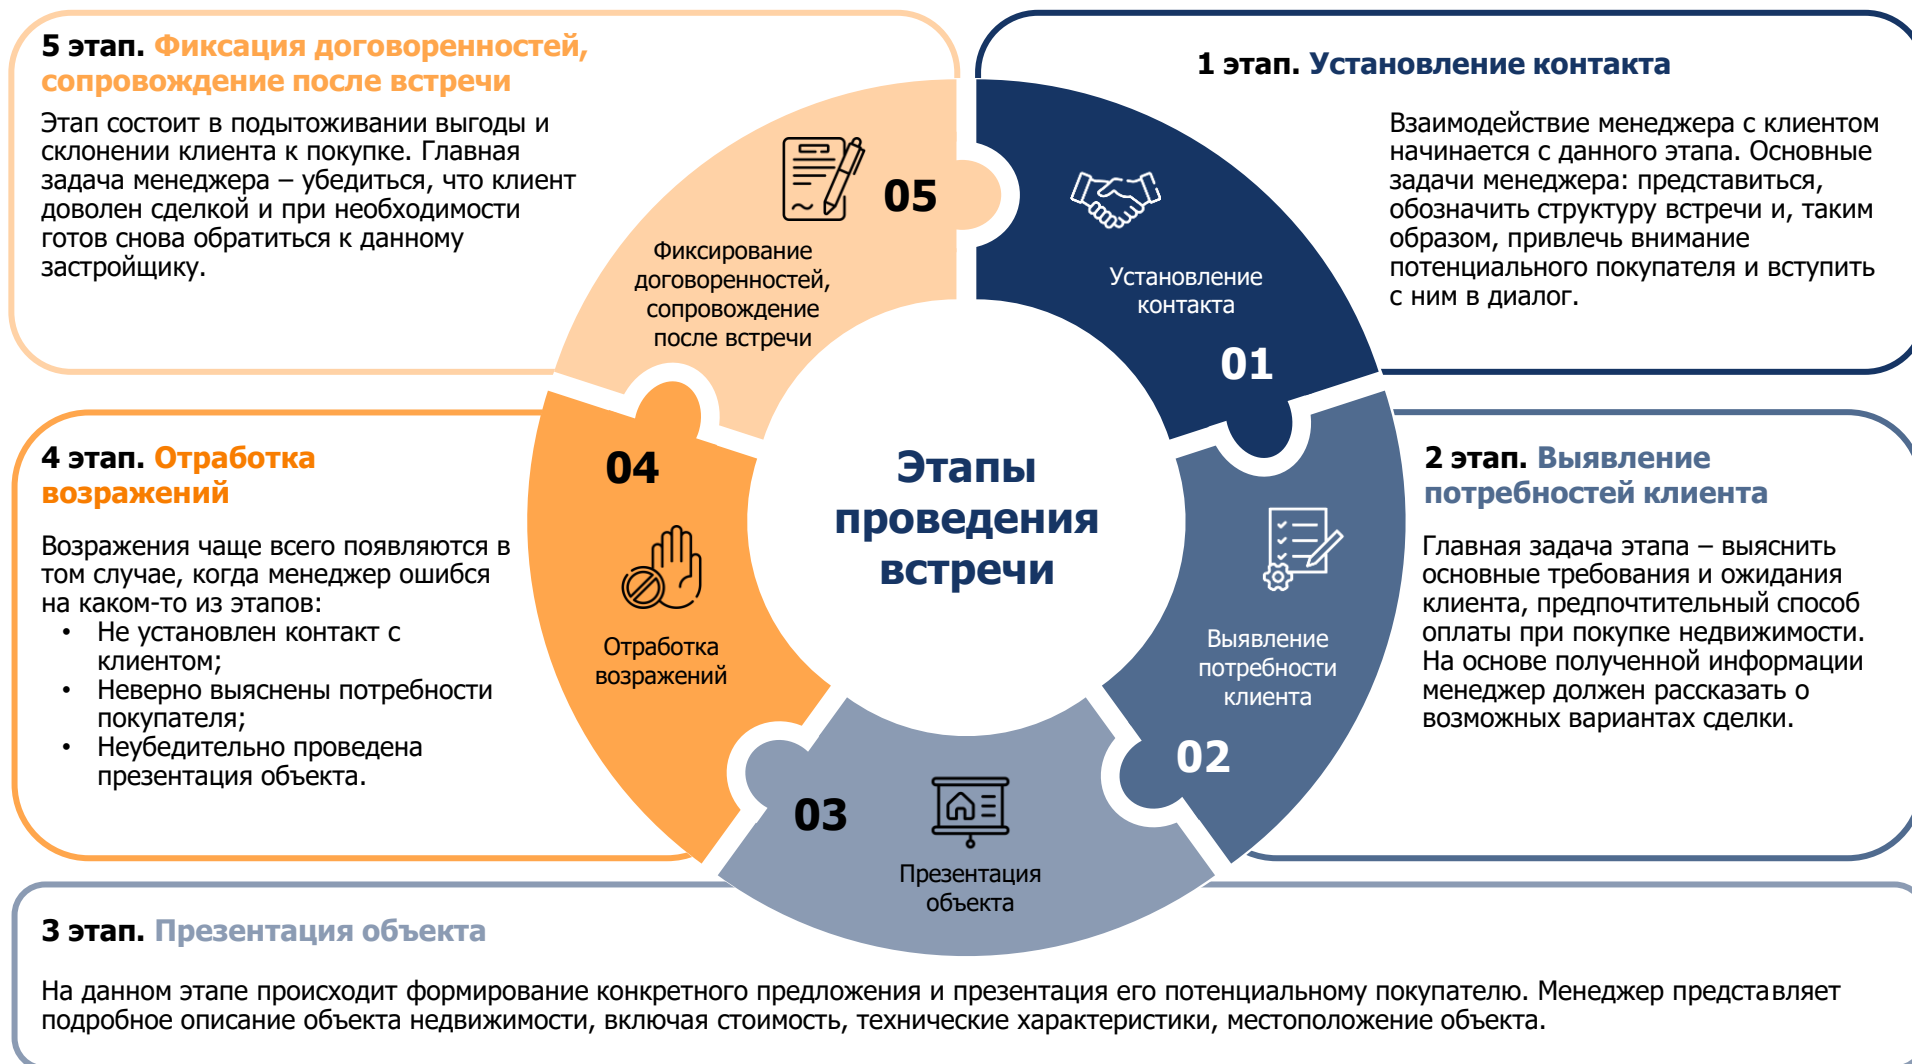 5 этап. Фиксация договоренностей,
сопровождение после встречи
Этап состоит в подытоживании выгоды и
склонении клиента к покупке. Главная
задача менеджера – убедиться, что клиент
доволен сделкой и при необходимости
готов снова обратиться к данному
застройщику.
1 этап. Установление контакта
Взаимодействие менеджера с клиентом
начинается с данного этапа. Основные
задачи менеджера: представиться,
обозначить структуру встречи и, таким
образом, привлечь внимание
потенциального покупателя и вступить
с ним в диалог.
05
Фиксирование
договоренностей,
сопровождение
после встречи
Установление
контакта
01
4 этап. Отработка
возражений
Возражения чаще всего появляются в
том случае, когда менеджер ошибся
на каком-то из этапов:
• Не установлен контакт с
клиентом;
• Неверно выяснены потребности
покупателя;
• Неубедительно проведена
презентация объекта.
04
Отработка
возражений
Этапы
проведения
встречи
Выявление
потребности
клиента
02
2 этап. Выявление
потребностей клиента
Главная задача этапа – выяснить
основные требования и ожидания
клиента, предпочтительный способ
оплаты при покупке недвижимости.
На основе полученной информации
менеджер должен рассказать о
возможных вариантах сделки.
03
Презентация
объекта
3 этап. Презентация объекта
На данном этапе происходит формирование конкретного предложения и презентация его потенциальному покупателю. Менеджер представляет
подробное описание объекта недвижимости, включая стоимость, технические характеристики, местоположение объекта.